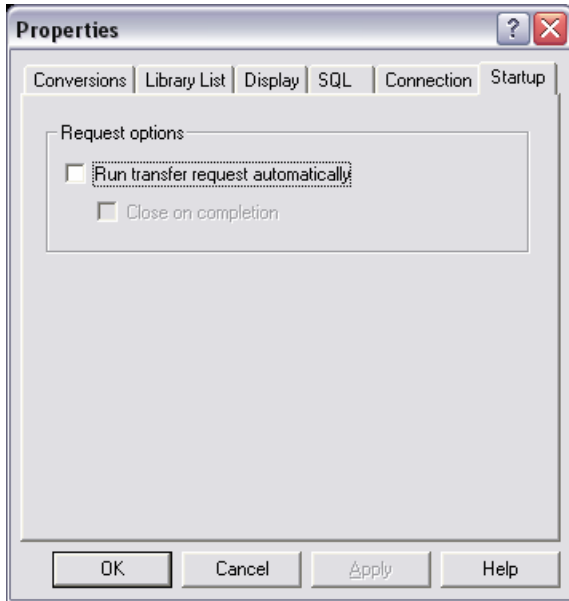 Properties
?
Conversions Library List Display SQL Connection Startup
Request options
Run transfer request automatically
Close on completion
OK Cancel Apply Help